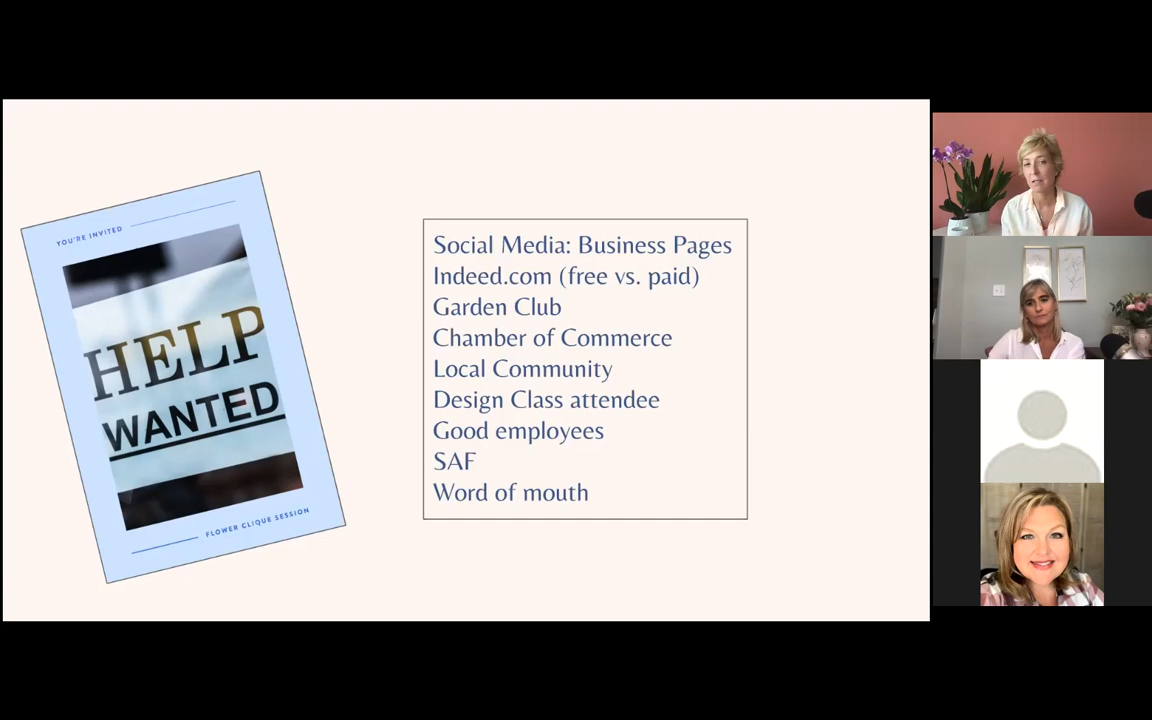 YOU'RE INVITED
HELP
WANTED
FLOWER CLIQUE SESSION
Social Media: Business Pages
Indeed.com (free vs. paid)
Garden Club
Chamber of Commerce
Local Community
Design Class attendee
Good employees
SAF
Word of mouth